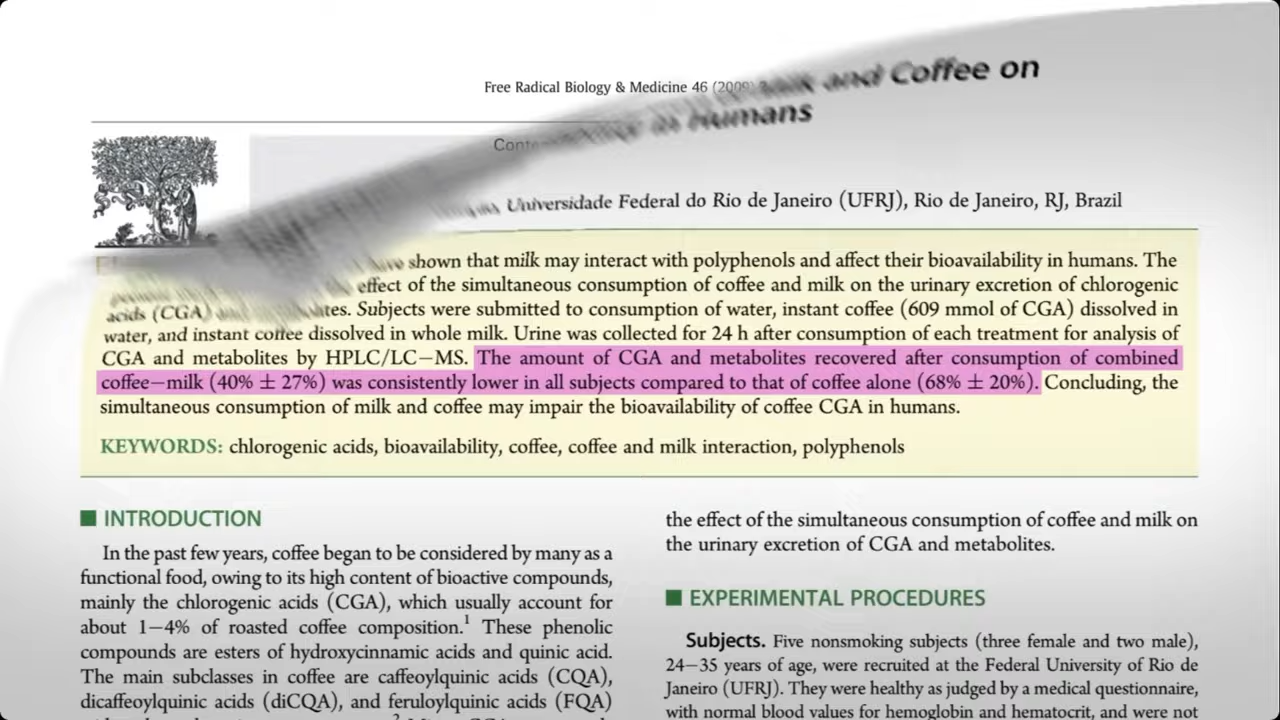 Free Radical Biology & Medicine 46 (2009)
and Coffee on
in Humans
Universidade Federal do Rio de Janeiro (UFRJ), Rio de Janeiro, RJ, Brazil
shown that milk may interact with polyphenols and affect their bioavailability in humans. The
effect of the simultaneous consumption of coffee and milk on the urinary excretion of chlorogenic
acids (CGA) Subjects were submitted to consumption of water, instant coffee (609 mmol of CGA) dissolved in
water, and instant coffee dissolved in whole milk. Urine was collected for 24 h after consumption of each treatment for analysis of
CGA and metabolites by HPLC/LC−MS. The amount of CGA and metabolites recovered after consumption of combined
coffee−milk (40% ± 27%) was consistently lower in all subjects compared to that of coffee alone (68% ± 20%). Concluding, the
simultaneous consumption of milk and coffee may impair the bioavailability of coffee CGA in humans.
KEYWORDS: chlorogenic acids, bioavailability, coffee, coffee and milk interaction, polyphenols
INTRODUCTION
In the past few years, coffee began to be considered by many as a
functional food, owing to its high content of bioactive compounds,
mainly the chlorogenic acids (CGA), which usually account for
about 1−4% of roasted coffee composition.1 These phenolic
compounds are esters of hydroxycinnamic acids and quinic acid.
The main subclasses in coffee are caffeoylquinic acids (CQA),
dicaffeoylquinic acids (diCQA), and feruloylquinic acids (FQA)
the effect of the simultaneous consumption of coffee and milk on
the urinary excretion of CGA and metabolites.
EXPERIMENTAL PROCEDURES
Subjects. Five nonsmoking subjects (three female and two male),
24−35 years of age, were recruited at the Federal University of Rio de
Janeiro (UFRJ). They were healthy as judged by a medical questionnaire,
with normal blood values for hemoglobin and hematocrit, and were not